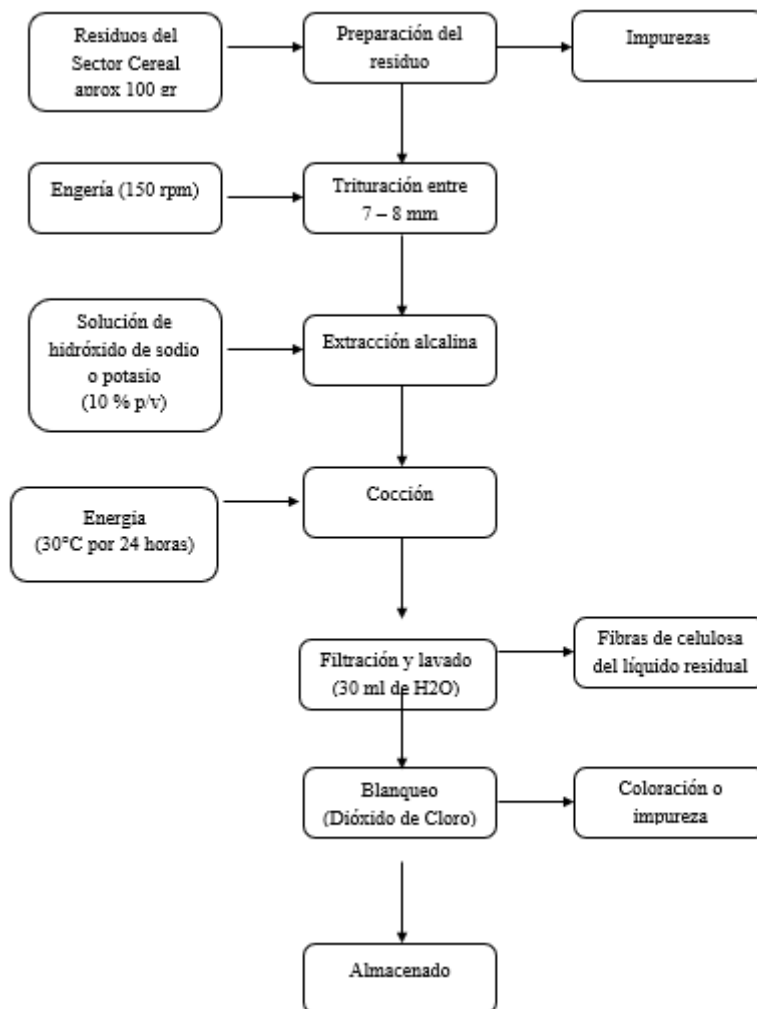 Residuos del
Sector Cereal
aprox 100 gr
Preparación del
residuo
Impurezas
Engería (150 rpm)
Trituración entre
7 – 8 mm
Solución de
hidróxido de sodio
o potasio
(10 % p/v)
Extracción alcalina
Energia
(30°C por 24 horas)
Cocción
Filtración y lavado
(30 ml de H2O)
Fibras de celulosa
del líquido residual
Blanqueo
(Dióxido de Cloro)
Coloración o
impureza
Almacenado